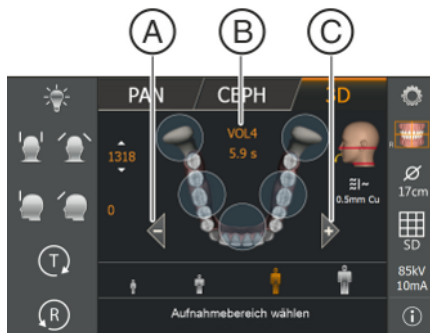 A B C
PAN CEPH 3D
VOL4
5.9 s
1318
0
R
0.5mm Cu
17cm
SD
85kV
10mA
T
R
Aufnahmebereich wählen
i